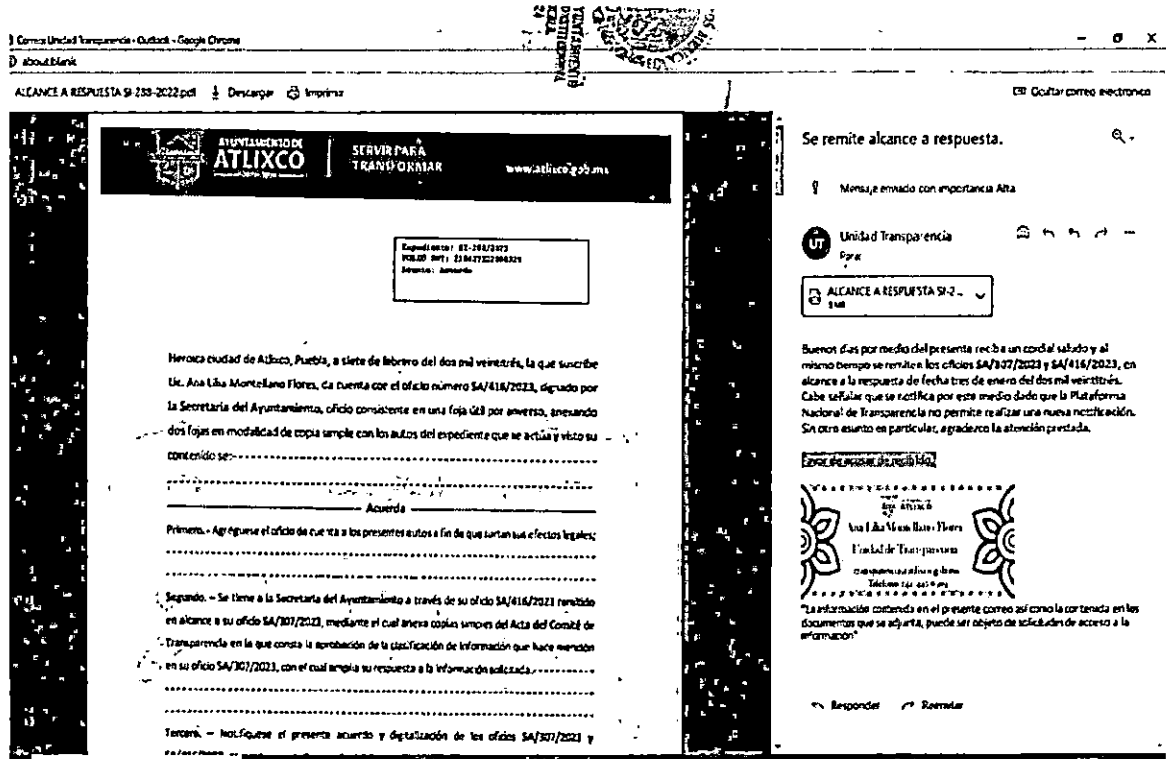 Correo: Unidad Transparencia - Outlook - Google Chrome
about:blank
ALCANCE A RESPUESTA SI-233-2022.pdf Descargar Imprimir
Ocultar correo electrónico
AYUNTAMIENTO DE
ATLIXCO
SERVIR PARA
TRANSFORMAR
www.atlixco.gob.mx
Asunto: Acuerdo
Heroica ciudad de Atlixco, Puebla, a siete de febrero del dos mil veintitrés, la que suscribe
Lic. Ana Lilia Montellano Flores, da cuenta con el oficio número SA/416/2023, signado por
la Secretaría del Ayuntamiento, oficio consistente en una foja útil por anverso, anexando
dos fojas en modalidad de copia simple con los autos del expediente que se actúa y visto su
contenido se:
Acuerda
Primero.- Agréguese el oficio de cuenta a los presentes autos a fin de que surtan sus efectos legales;
Segundo. – Se tiene a la Secretaría del Ayuntamiento a través de su oficio SA/416/2023 remitido
en alcance a su oficio SA/307/2023, mediante el cual anexa copias simples del Acta del Comité de
Transparencia en la que consta la aprobación de la clasificación de información que hace mención
en su oficio SA/307/2023, con el cual amplía su respuesta a la información solicitada.
Tercero. – Notifíquese el presente acuerdo y digitalización de los oficios SA/307/2023 y
Se remite alcance a respuesta.
Mensaje enviado con importancia Alta
UT
Unidad Transparencia
Para:
ALCANCE A RESPUESTA SI-2...
Buenos días por medio del presente reciba un cordial saludo y al
mismo tiempo se remiten los oficios SA/307/2023 y SA/416/2023, en
alcance a la respuesta de fecha tres de enero del dos mil veintitrés.
Cabe señalar que se notifica por este medio dado que la Plataforma
Nacional de Transparencia no permite realizar una nueva notificación.
Sin otro asunto en particular, agradezco la atención prestada.
Favor de acusar de recibido.
ATLIXCO
Ana Lilia Montellano Flores
Unidad de Transparencia
"La información contenida en el presente correo así como la contenida en los
documentos que se adjunta, puede ser objeto de solicitudes de acceso a la
información"
Responder Reenviar